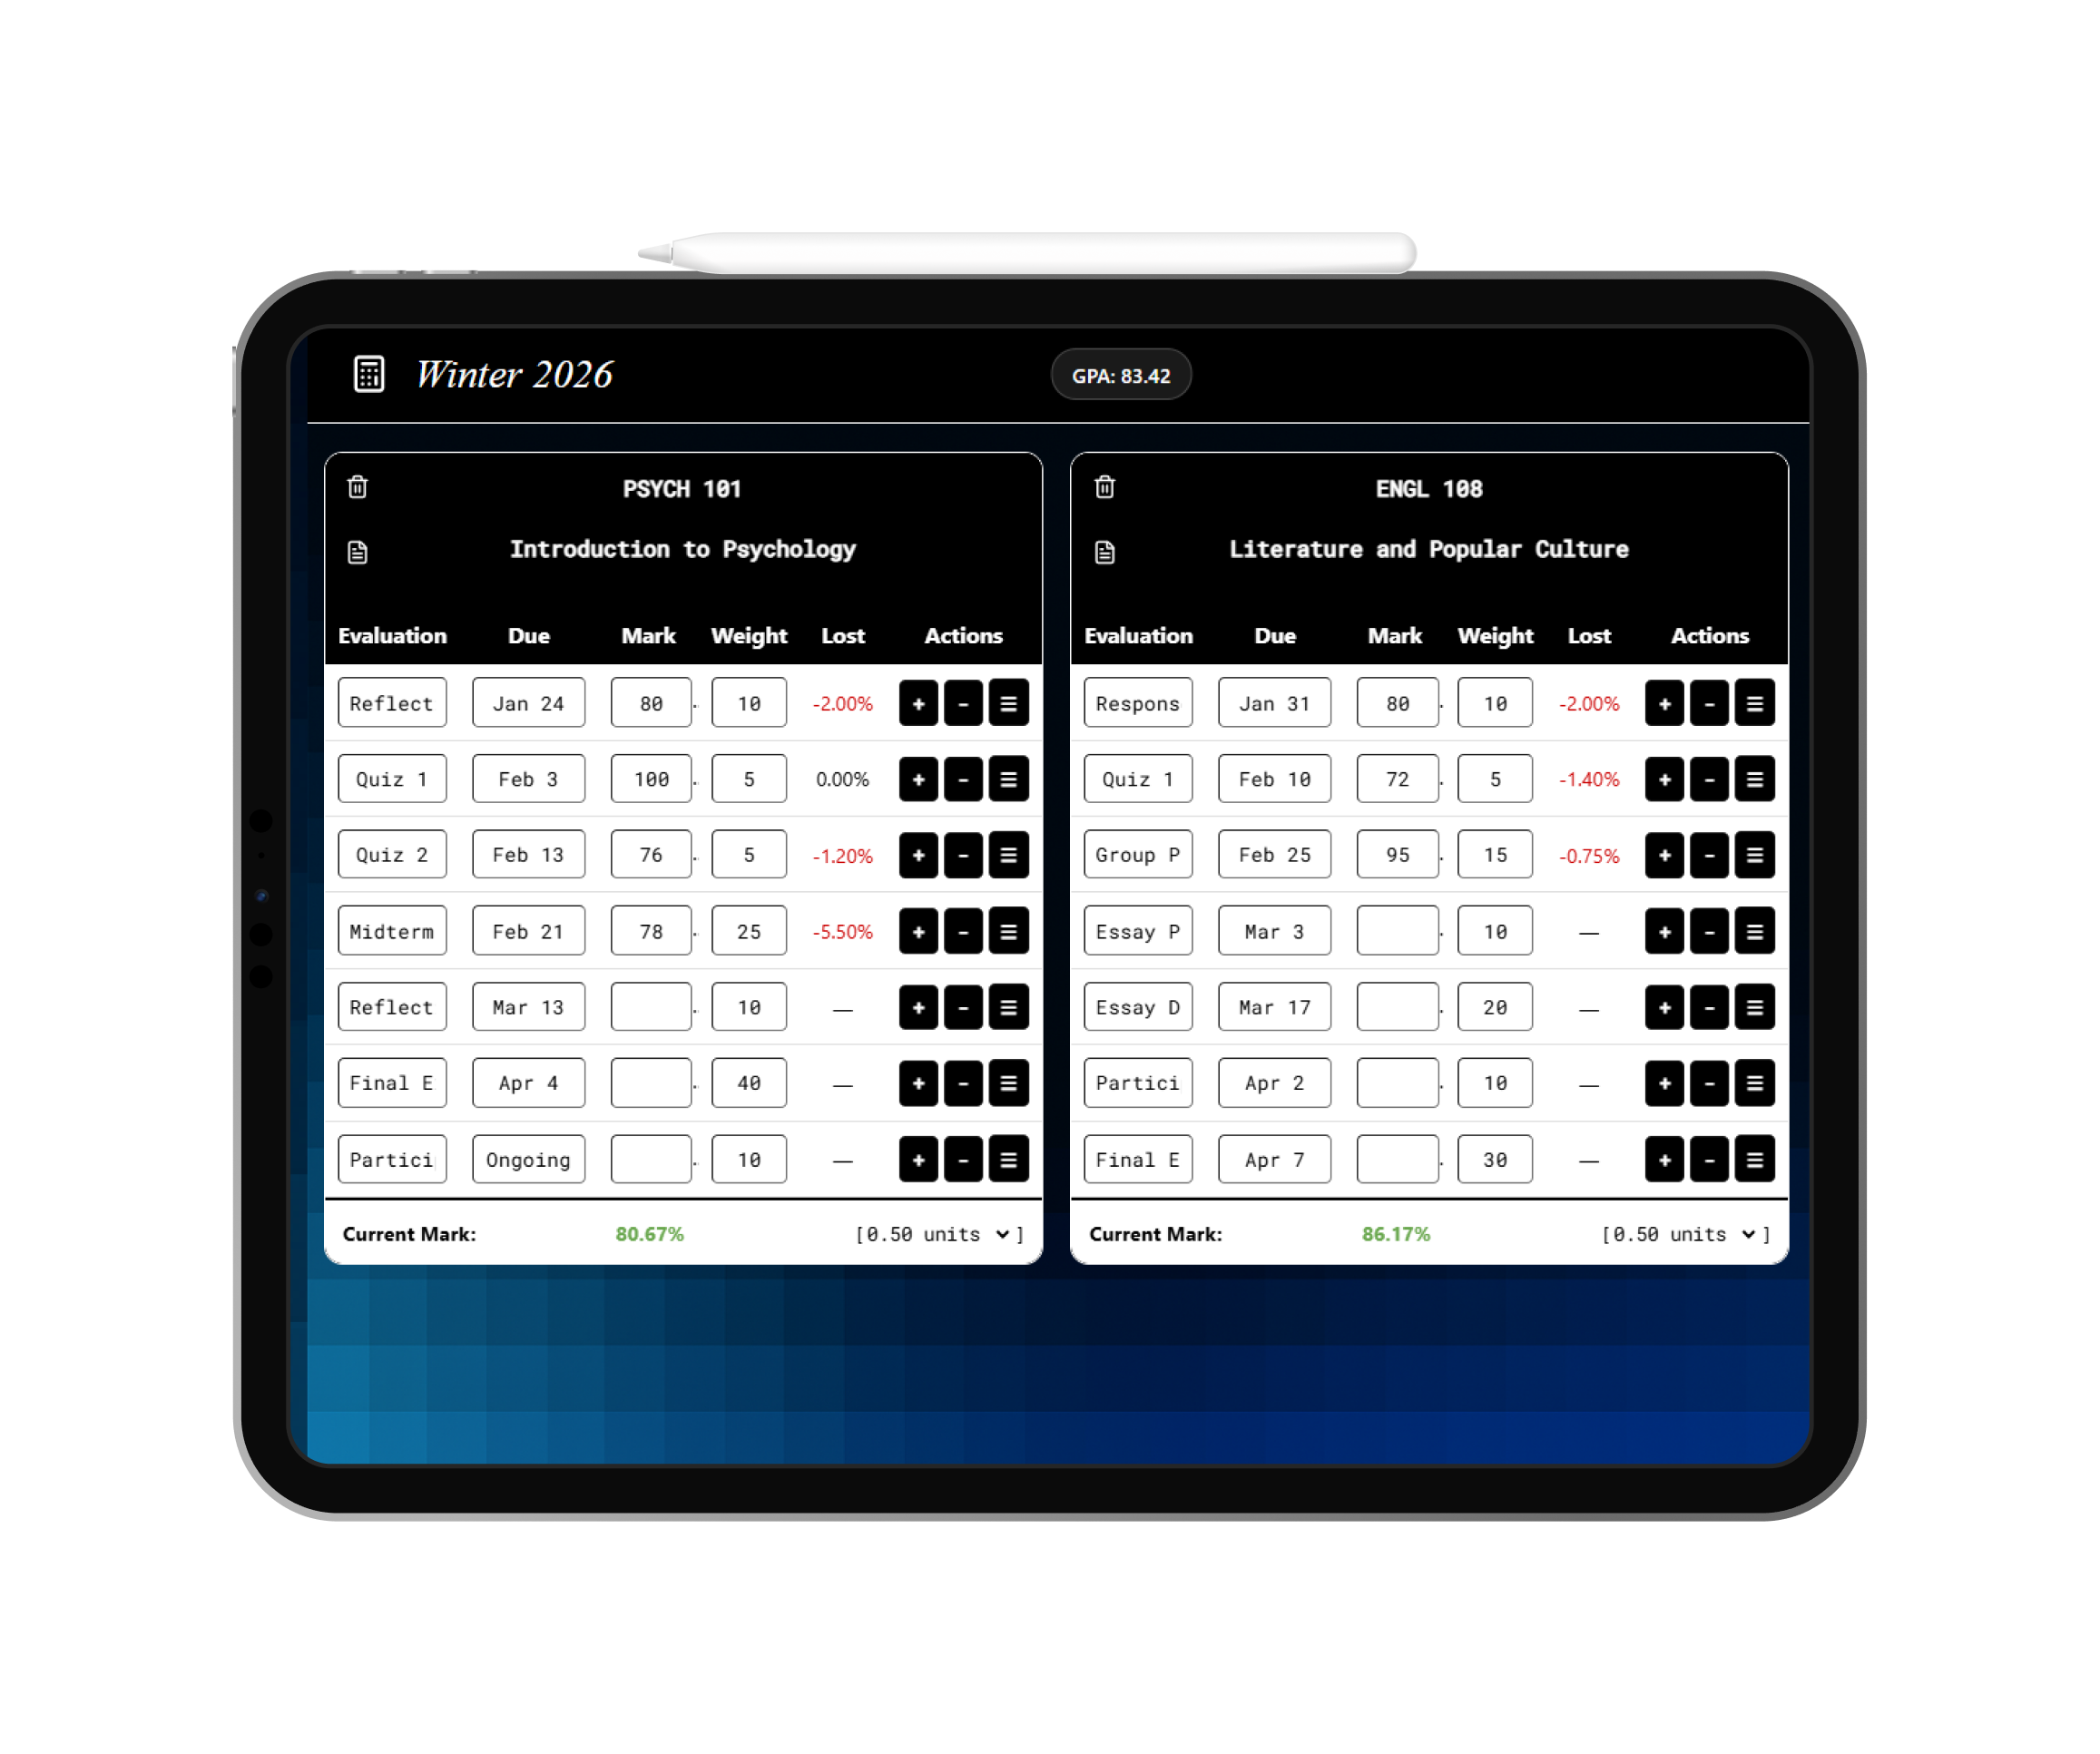 Winter 2026
GPA: 83.42
PSYCH 101
Introduction to Psychology
Evaluation Due Mark Weight Lost Actions
Reflect Jan 24 80 10 -2.00% + -
Quiz 1 Feb 3 100 5 0.00% + -
Quiz 2 Feb 13 76 5 -1.20% + -
Midterm Feb 21 78 25 -5.50% + -
Reflect Mar 13 10 — + -
Final E Apr 4 40 — + -
Partici Ongoing 10 — + -
Current Mark: 80.67% [0.50 units ]
ENGL 108
Literature and Popular Culture
Evaluation Due Mark Weight Lost Actions
Respons Jan 31 80 10 -2.00% + -
Quiz 1 Feb 10 72 5 -1.40% + -
Group P Feb 25 95 15 -0.75% + -
Essay P Mar 3 10 — + -
Essay D Mar 17 20 — + -
Partici Apr 2 10 — + -
Final E Apr 7 30 — + -
Current Mark: 86.17% [0.50 units ]